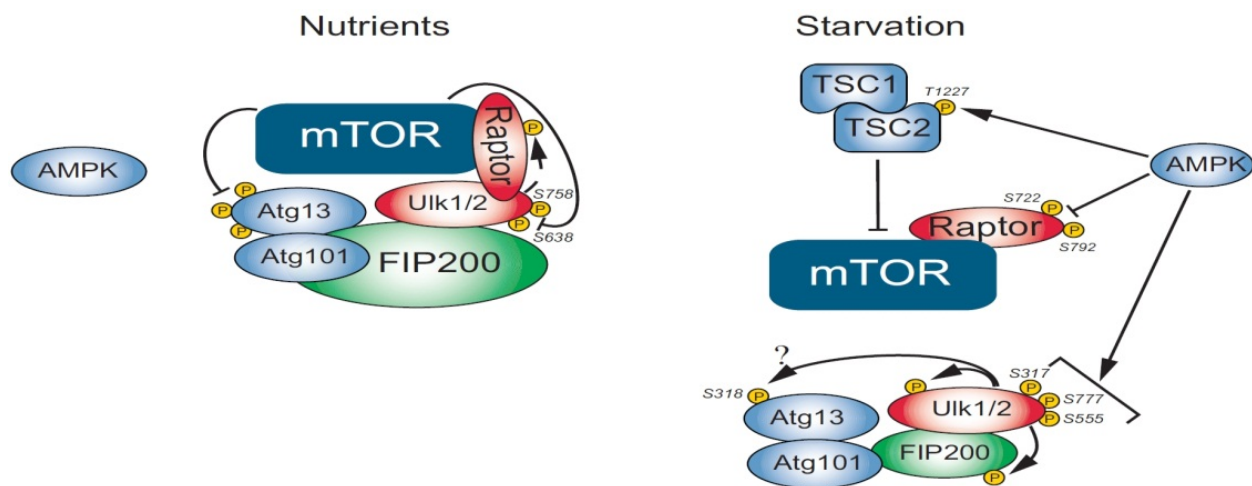 Nutrients
mTOR
Raptor
P
AMPK
P
P
P
Atg13
Ulk1/2
S758
P
P
S638
Atg101
FIP200
Starvation
TSC1
TSC2
T1227
P
AMPK
S722
P
Raptor
P
S792
mTOR
?
S318
P
Atg13
P
Ulk1/2
S317
P
P
S777
P
S555
Atg101
FIP200
P